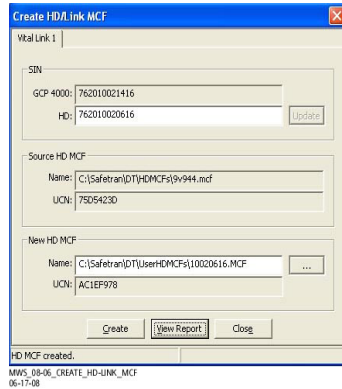 Create HD/Link MCF
Vital Link 1
SIN
GCP 4000: 762010021416
HD: 762010020616
Update
Source HD MCF
Name: C:\Safetran\DT\HDMCFs\9v944.mcf
UCN: 75D5423D
New HD MCF
Name: C:\Safetran\DT\UserHDMCFs\10020616.MCF
...
UCN: AC1EF978
Create View Report Close
HD MCF created.
MWS_08-06_CREATE_HD-LINK_MCF
06-17-08